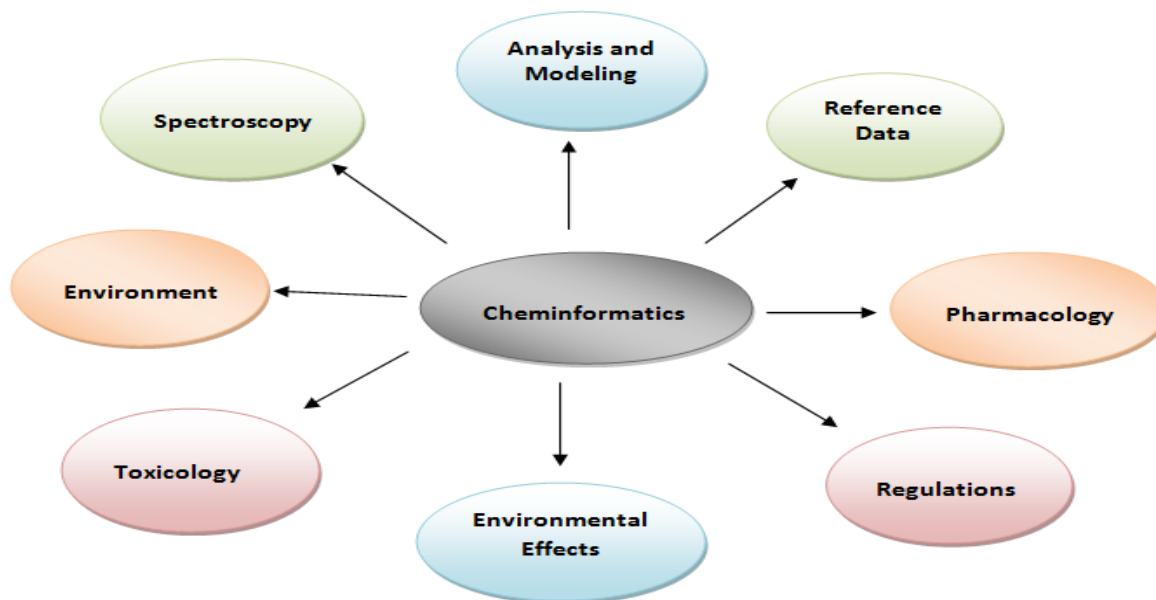 Analysis and
Modeling
Spectroscopy
Reference
Data
Environment
Cheminformatics
Pharmacology
Toxicology
Regulations
Environmental
Effects